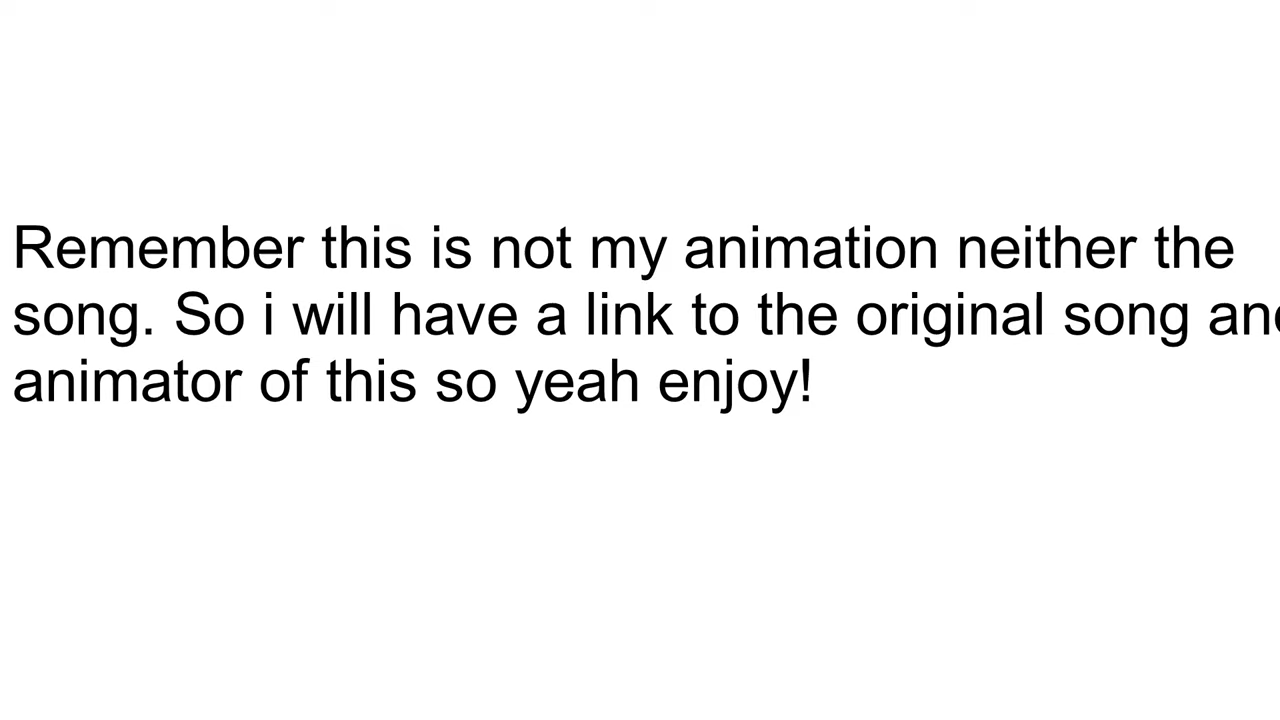 Remember this is not my animation neither the
song. So i will have a link to the original song and
animator of this so yeah enjoy!